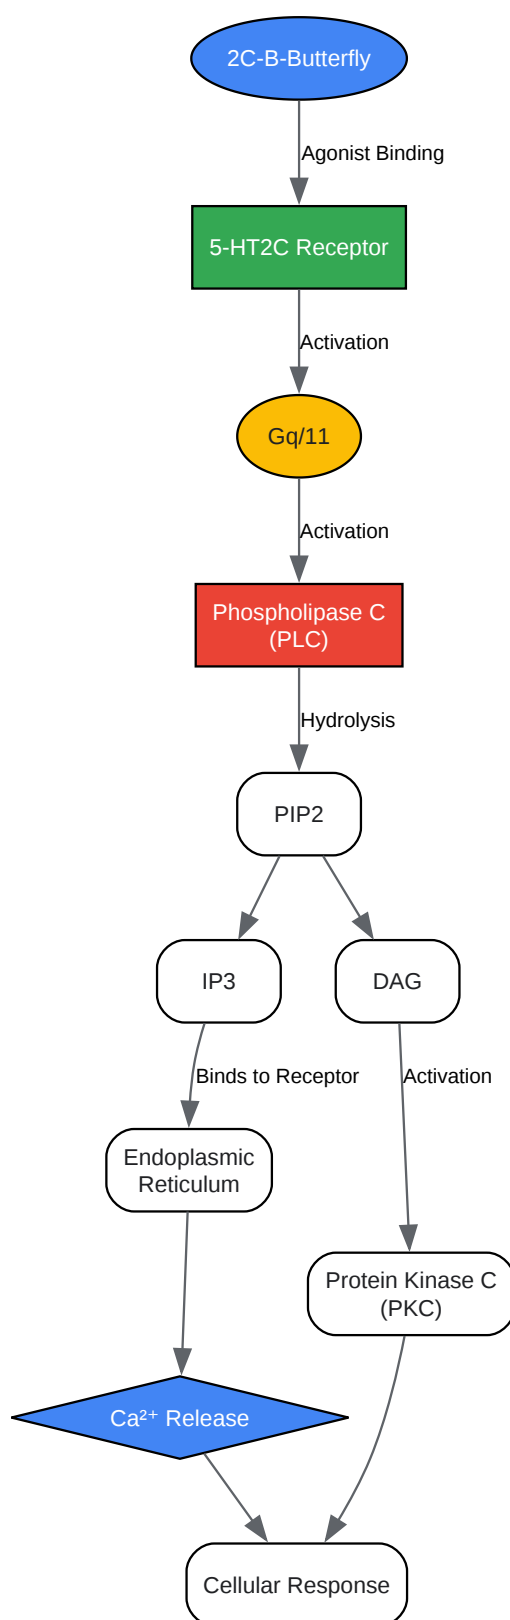 2C-B-Butterfly
Agonist Binding
5-HT2C Receptor
Activation
Gq/11
Activation
Phospholipase C
(PLC)
Hydrolysis
PIP2
IP3
DAG
Binds to Receptor
Activation
Endoplasmic
Reticulum
Protein Kinase C
(PKC)
Ca²⁺ Release
Cellular Response